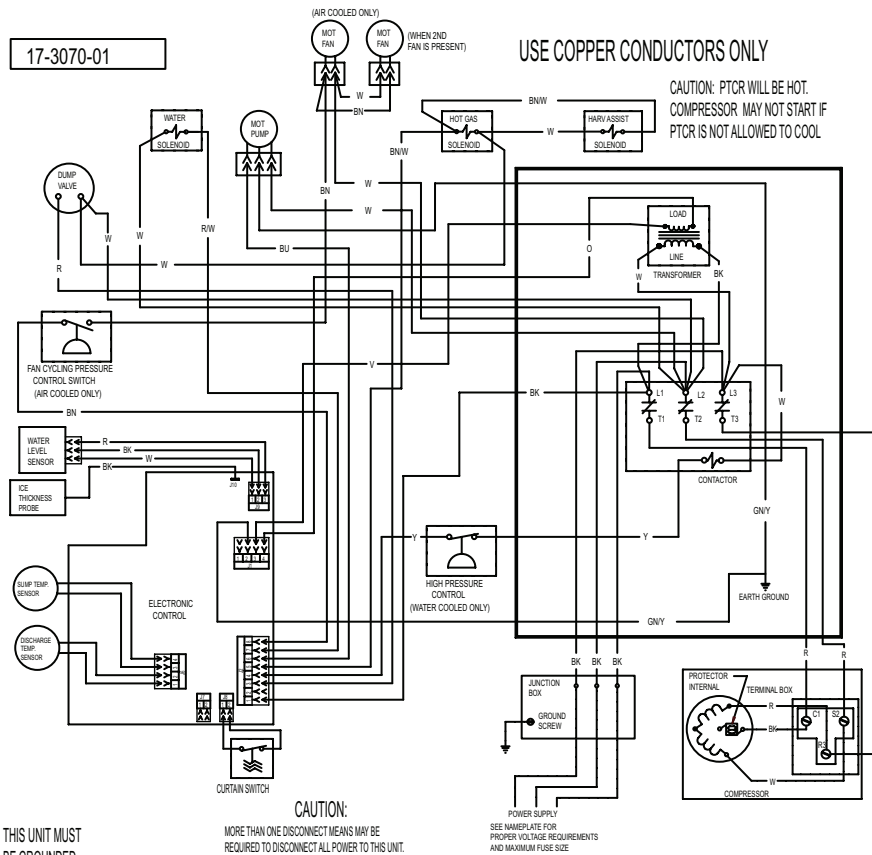 (AIR COOLED ONLY)
17-3070-01
MOT
FAN
MOT
FAN
(WHEN 2ND
FAN IS PRESENT)
USE COPPER CONDUCTORS ONLY
CAUTION: PTCR WILL BE HOT.
COMPRESSOR MAY NOT START IF
PTCR IS NOT ALLOWED TO COOL
W
BN
BN/W
WATER
SOLENOID
MOT
PUMP
HOT GAS
SOLENOID
W
HARV ASSIST
SOLENOID
BN/W
DUMP
VALVE
BN
W
W
R/W
LOAD
LINE
TRANSFORMER
W
W
BU
O
R
W
W
BK
FAN CYCLING PRESSURE
CONTROL SWITCH
(AIR COOLED ONLY)
V
BN
BK
L1
L2
L3
T1
T2
T3
W
CONTACTOR
WATER
LEVEL
SENSOR
R
BK
W
BK
J10
ICE
THICKNESS
PROBE
GN/Y
Y
Y
HIGH PRESSURE
CONTROL
(WATER COOLED ONLY)
EARTH GROUND
GN/Y
SUMP TEMP.
SENSOR
ELECTRONIC
CONTROL
DISCHARGE
TEMP.
SENSOR
BK
BK
BK
R
R
JUNCTION
BOX
GROUND
SCREW
PROTECTOR
INTERNAL
TERMINAL BOX
R
BK
W
C1
S2
R3
COMPRESSOR
CURTAIN SWITCH
CAUTION:
MORE THAN ONE DISCONNECT MEANS MAY BE
REQUIRED TO DISCONNECT ALL POWER TO THIS UNIT.
POWER SUPPLY
SEE NAMEPLATE FOR
PROPER VOLTAGE REQUIREMENTS
AND MAXIMUM FUSE SIZE
THIS UNIT MUST
BE GROUNDED